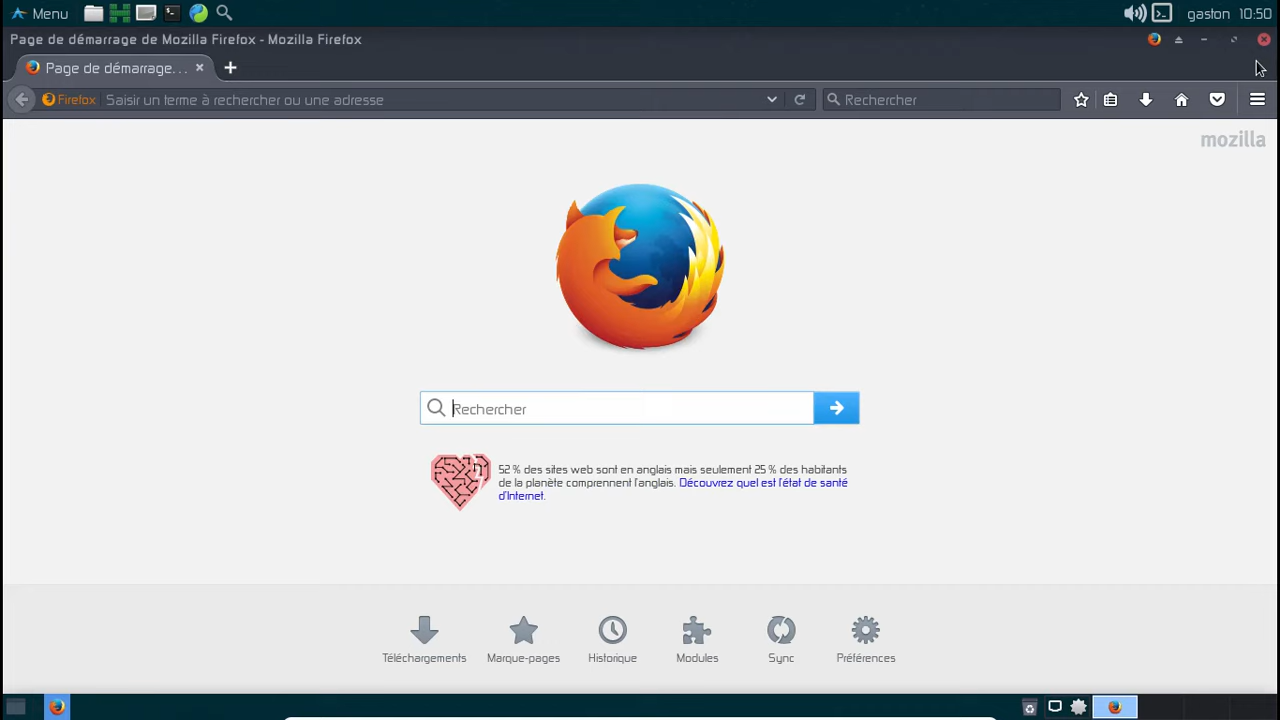 Menu
gaston 10:50
Page de démarrage de Mozilla Firefox - Mozilla Firefox
Page de démarrage...
Firefox
Saisir un terme à rechercher ou une adresse
Rechercher
mozilla
Rechercher
52 % des sites web sont en anglais mais seulement 25 % des habitants
de la planète comprennent l'anglais. Découvrez quel est l'état de santé
d'Internet.
Téléchargements
Marque-pages
Historique
Modules
Sync
Préférences